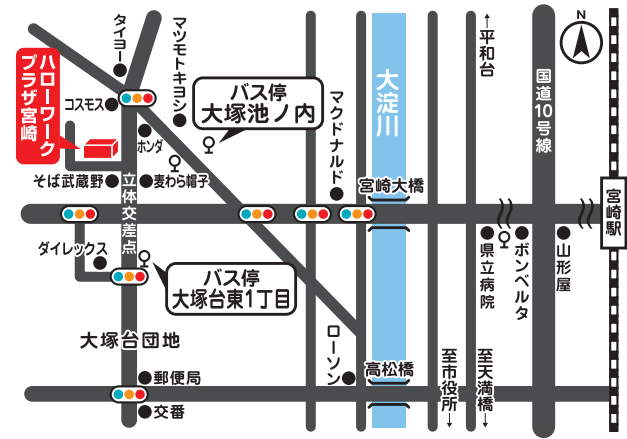 タイヨー
マツモトキヨシ
ハローワーク
プラザ宮崎
コスモス
ホンダ
そば武蔵野
麦わら帽子
立体交差点
ダイレックス
バス停
大塚池ノ内
バス停
大塚台東1丁目
大塚台団地
郵便局
交番
マクドナルド
ローソン
大淀川
宮崎大橋
高松橋
↑平和台
国道10号線
N
宮崎駅
県立病院
ボンベルタ
山形屋
至市役所→
至天満橋→